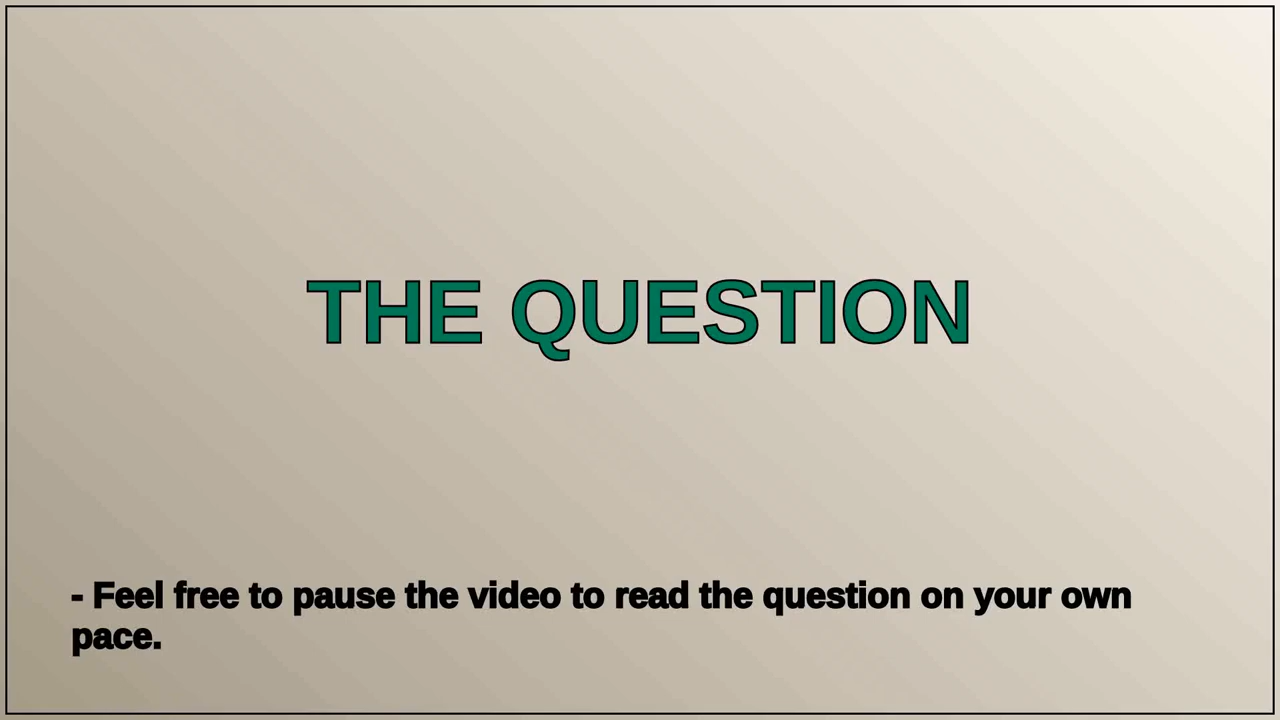 THE QUESTION
- Feel free to pause the video to read the question on your own
pace.